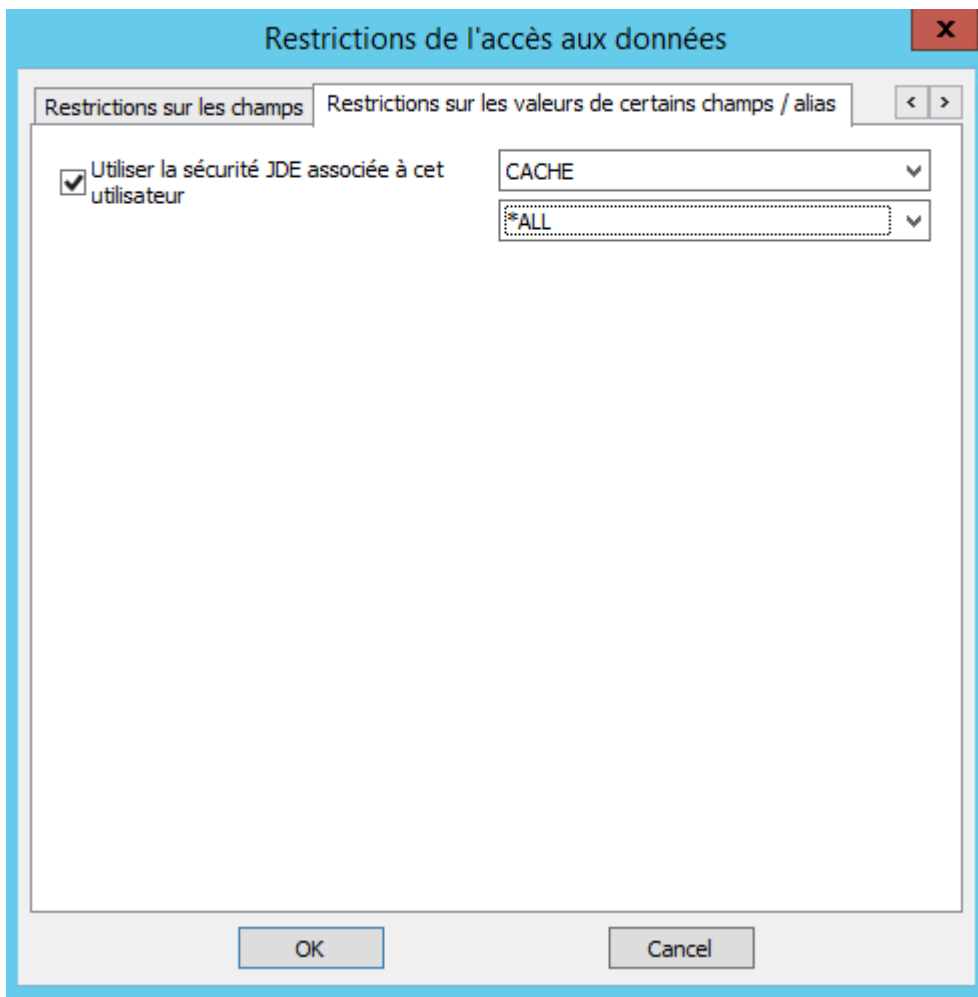 Restrictions de l'accès aux données
x
Restrictions sur les champs
Restrictions sur les valeurs de certains champs / alias
< >
Utiliser la sécurité JDE associée à cet
utilisateur
CACHE
*ALL
OK
Cancel